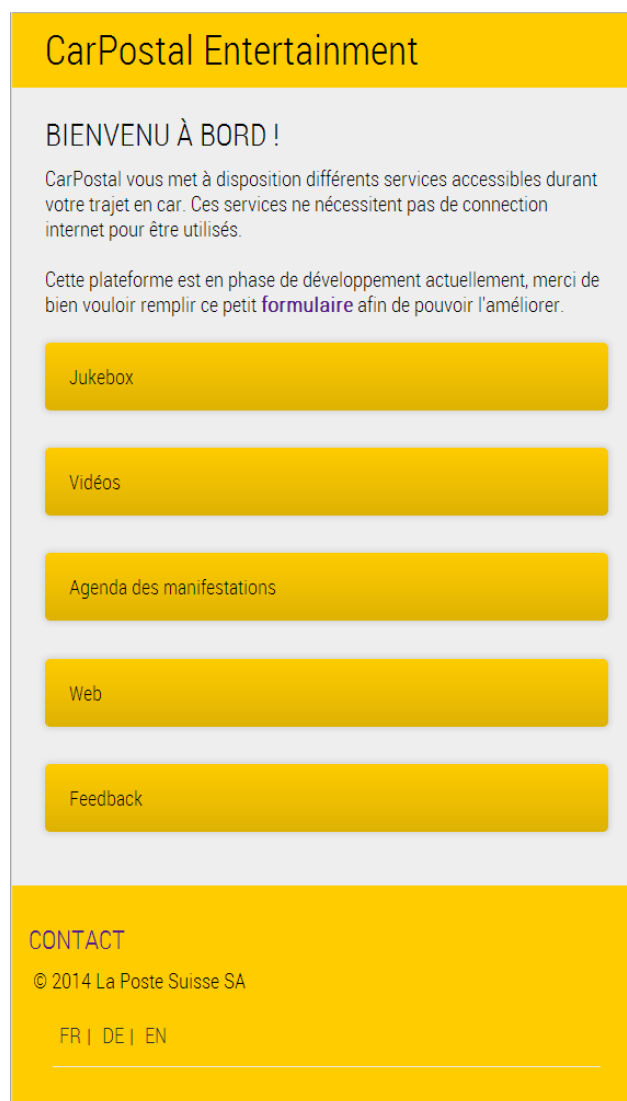 CarPostal Entertainment
BIENVENU À BORD !
CarPostal vous met à disposition différents services accessibles durant
votre trajet en car. Ces services ne nécessitent pas de connection
internet pour être utilisés.
Cette plateforme est en phase de développement actuellement, merci de
bien vouloir remplir ce petit formulaire afin de pouvoir l'améliorer.
Jukebox
Vidéos
Agenda des manifestations
Web
Feedback
CONTACT
© 2014 La Poste Suisse SA
FR | DE | EN